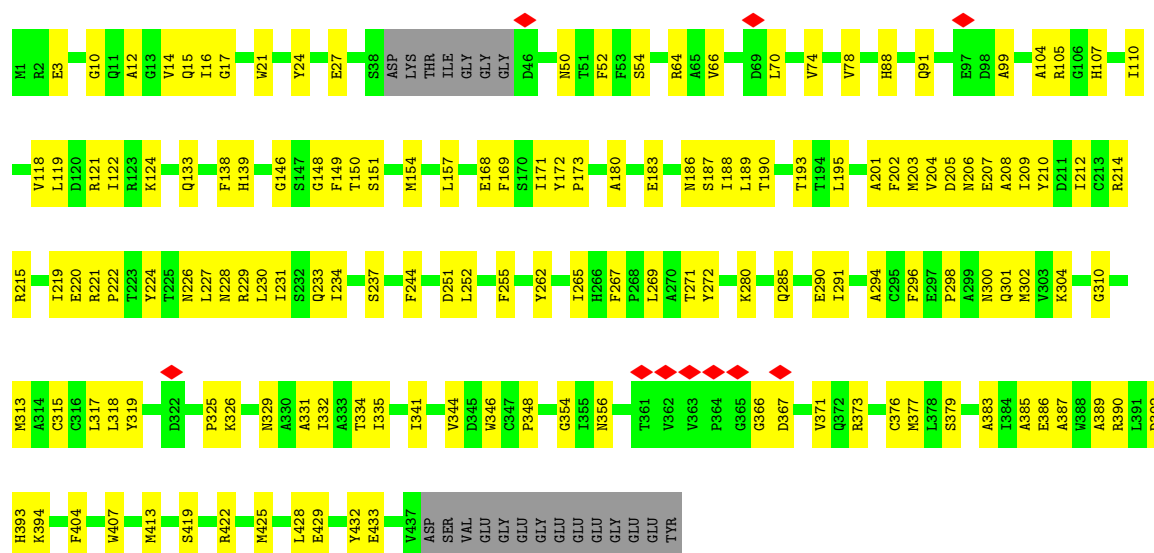 M1 R2 E3 G10 Q11 A12 G13 V14 Q15 I16 G17 W21 Y24 E27 S38 ASP LYS THR ILE GLY GLY GLY D46 N50 T51 F52 F53 S54 R64 A65 V66 D69 L70 V74 V78 H88 Q91 E97 D98 A99 A104 R105 G106 H107 I110
V118 L119 D120 R121 I122 R123 K124 Q133 F138 H139 G146 S147 G148 F149 T150 S151 M154 L157 E168 F169 S170 I171 Y172 P173 A180 E183 N186 S187 I188 L189 T190 T193 T194 L195 A201 F202 M203 V204 D205 N206 E207 A208 I209 Y210 D211 I212 C213 R214
R215 I219 E220 R221 P222 T223 Y224 T225 N226 L227 N228 R229 L230 I231 S232 Q233 I234 S237 F244 D251 L252 F255 Y262 I265 H266 F267 P268 L269 A270 T271 Y272 K280 Q285 E290 I291 A294 C295 F296 E297 P298 A299 N300 Q301 M302 V303 K304 G310
M313 A314 C315 C316 L317 L318 Y319 D322 P325 K326 N329 A330 A331 I332 A333 T334 I335 I341 V344 D345 W346 C347 P348 G354 I355 N356 T361 V362 V363 P364 G365 G366 D367 V371 Q372 R373 C376 M377 L378 S379 A383 I384 A385 E386 A387 W388 A389 R390 L391
H393 K394 F404 W407 M413 S419 R422 M425 L428 E429 Y432 E433 V437 ASP SER VAL GLU GLY GLU GLY GLU GLU GLU GLY GLU GLU TYR